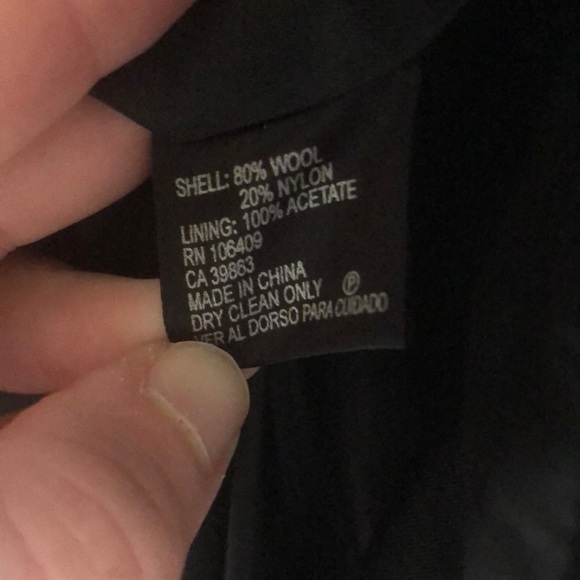 SHELL: 80% WOOL
20% NYLON
LINING: 100% ACETATE
RN 106409
CA 39863
MADE IN CHINA
DRY CLEAN ONLY Ⓟ
VER AL DORSO PARA CUIDADO